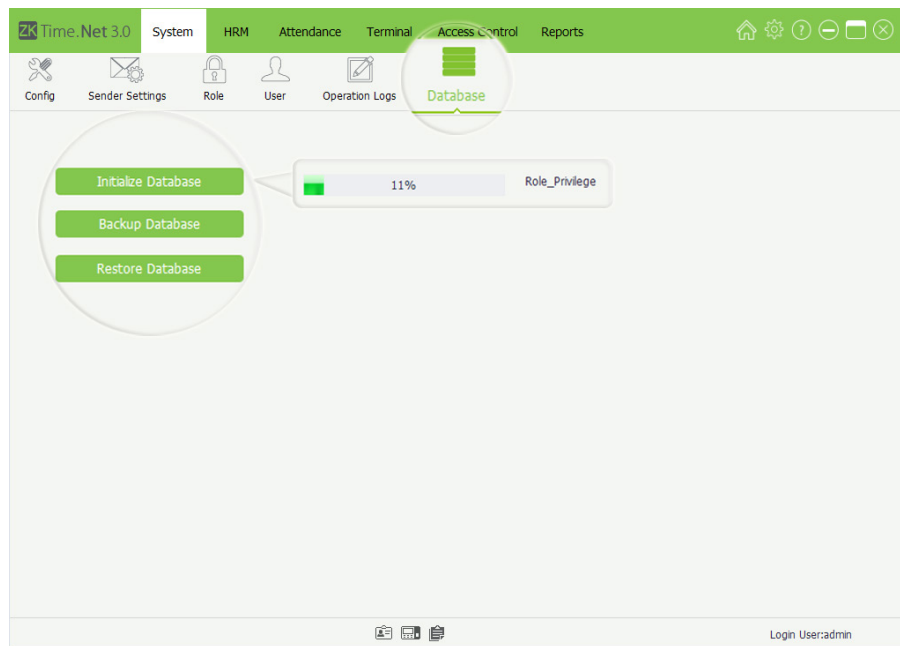 ZK Time.Net 3.0 System HRM Attendance Terminal Access Control Reports
Config Sender Settings Role User Operation Logs Database
Initialize Database 11% Role_Privilege
Backup Database
Restore Database
Login User:admin